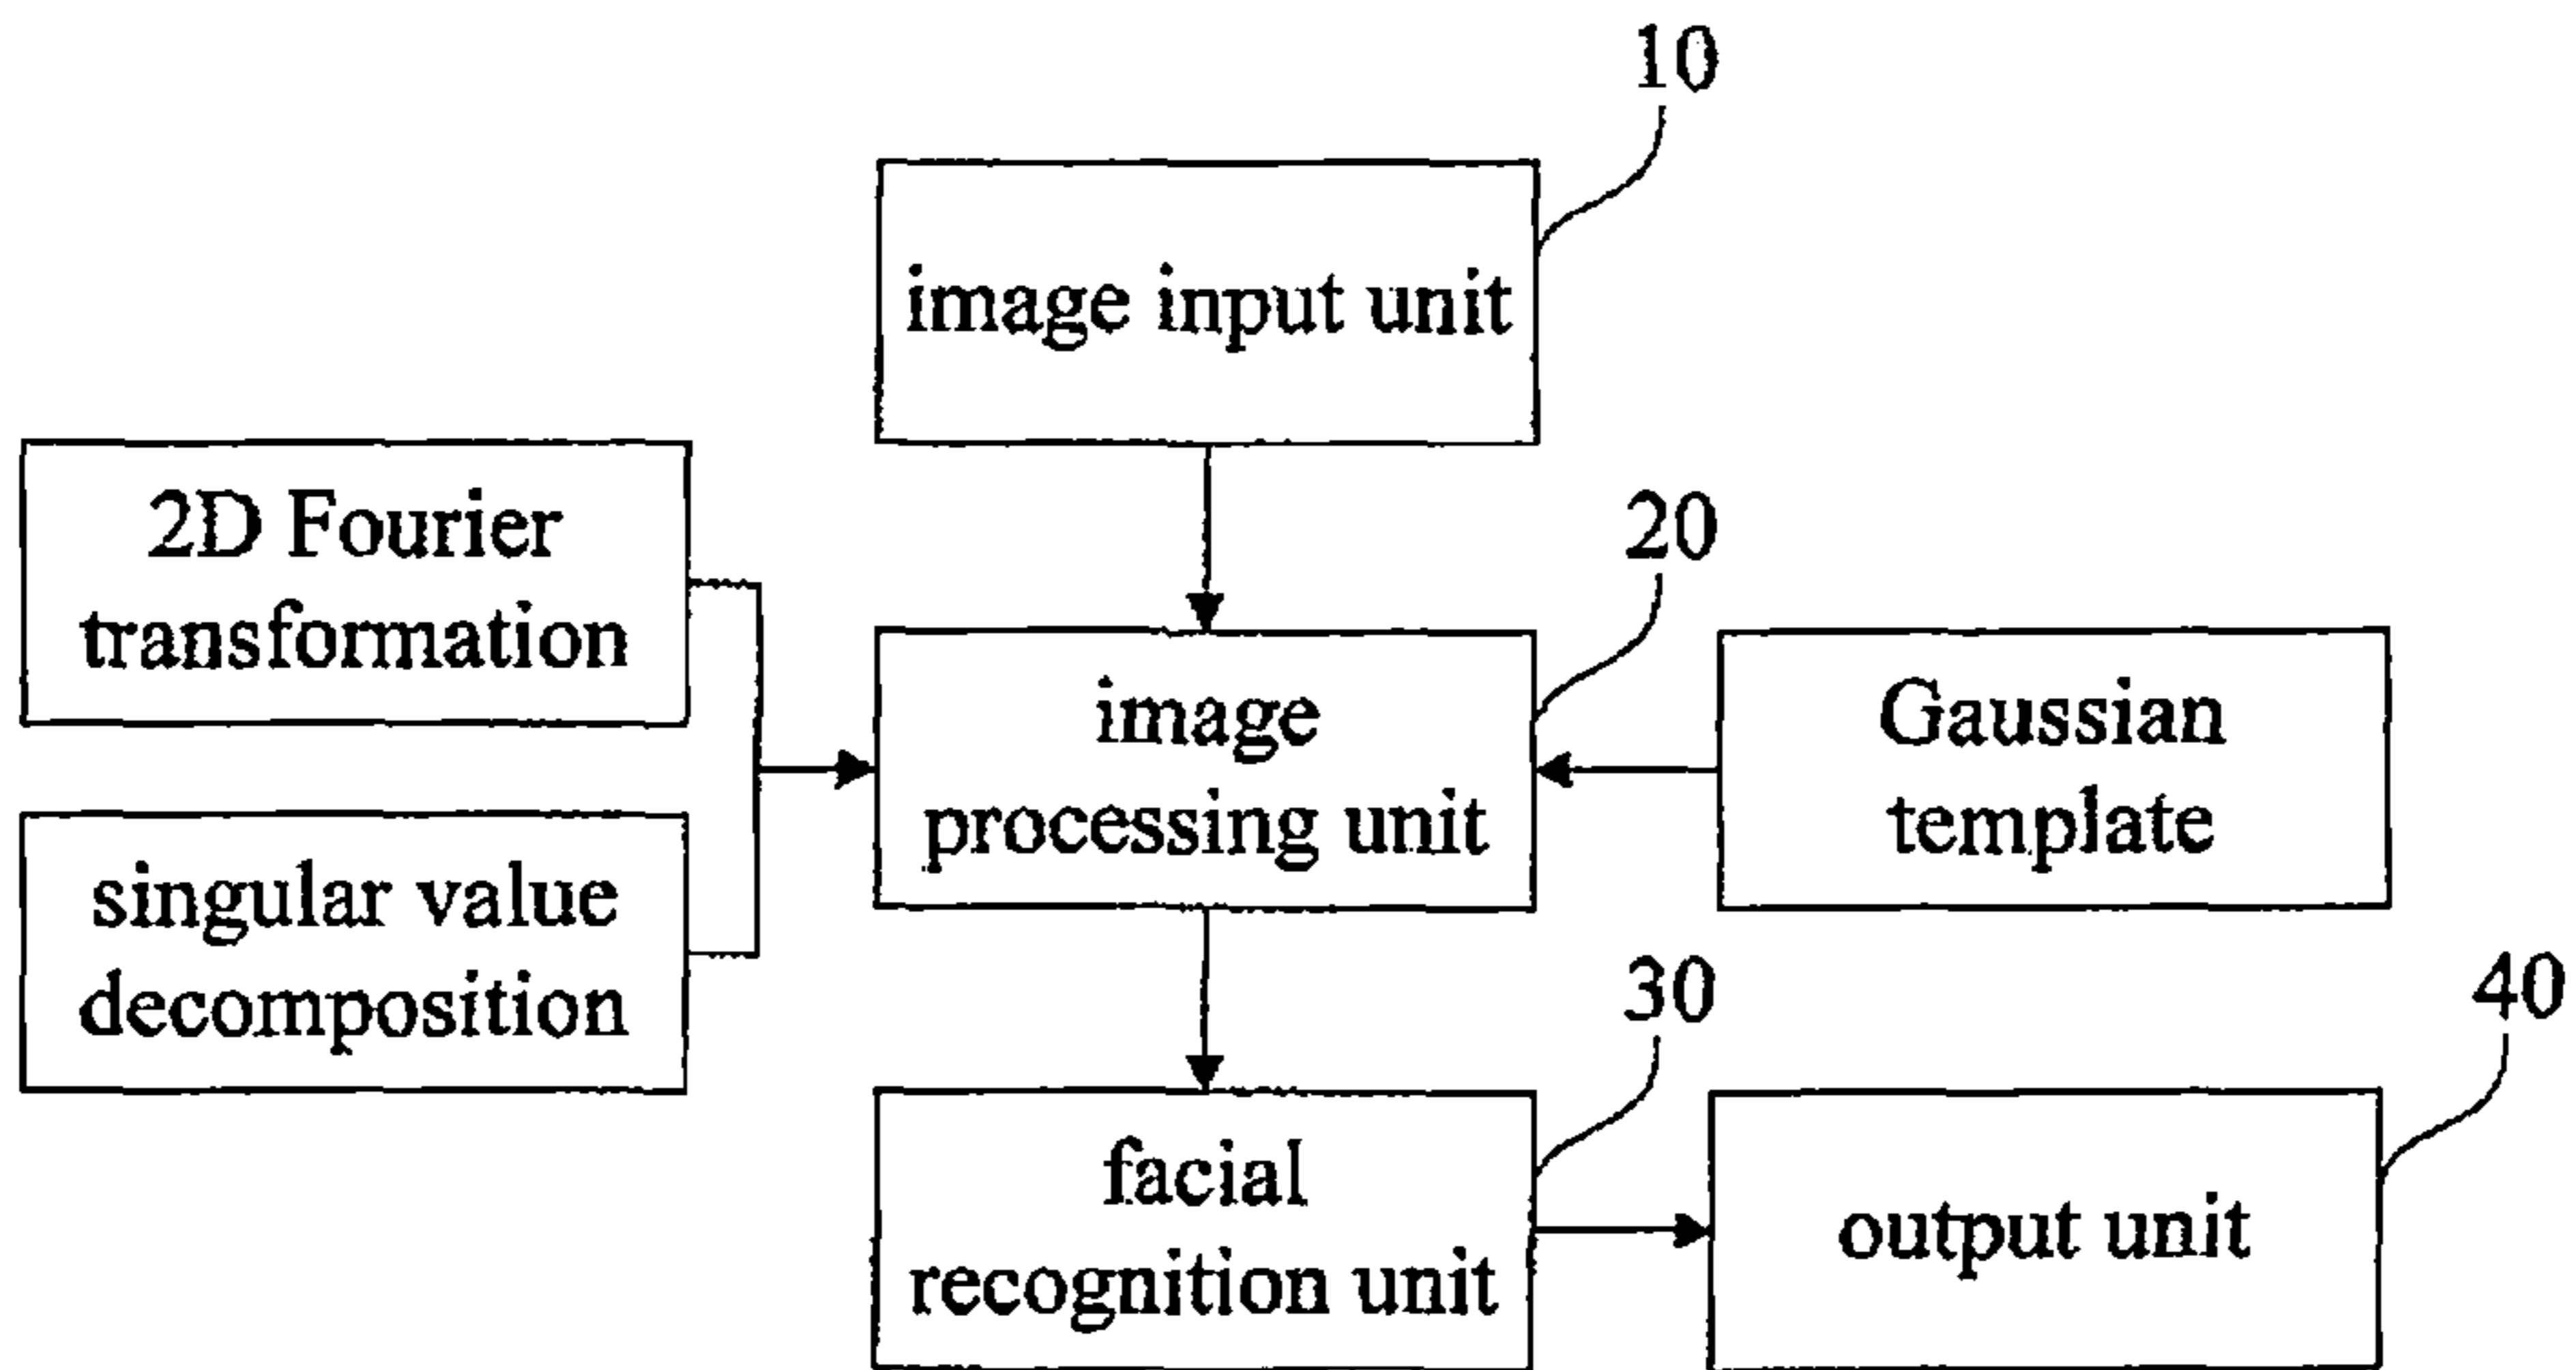 10
image input unit
2D Fourier
transformation
20
image
processing unit
Gaussian
template
singular value
decomposition
30
facial
recognition unit
40
output unit